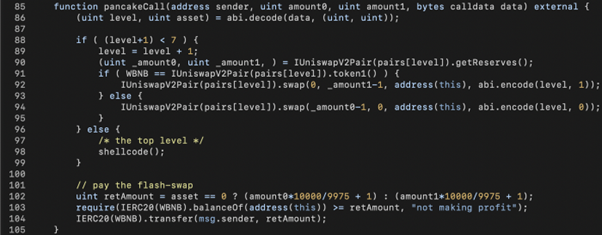 85 function pancakeCall(address sender, uint amount0, uint amount1, bytes calldata data) external {
86 (uint level, uint asset) = abi.decode(data, (uint, uint));
87
88 if ( (level+1) < 7 ) {
89 level = level + 1;
90 (uint _amount0, uint _amount1, ) = IUniswapV2Pair(pairs[level]).getReserves();
91 if ( WBNB == IUniswapV2Pair(pairs[level]).token1() ) {
92 IUniswapV2Pair(pairs[level]).swap(0, _amount1-1, address(this), abi.encode(level, 1));
93 } else {
94 IUniswapV2Pair(pairs[level]).swap(_amount0-1, 0, address(this), abi.encode(level, 0));
95 }
96 } else {
97 /* the top level */
98 shellcode();
99 }
100
101 // pay the flash-swap
102 uint retAmount = asset == 0 ? (amount0*10000/9975 + 1) : (amount1*10000/9975 + 1);
103 require(IERC20(WBNB).balanceOf(address(this)) >= retAmount, "not making profit");
104 IERC20(WBNB).transfer(msg.sender, retAmount);
105 }